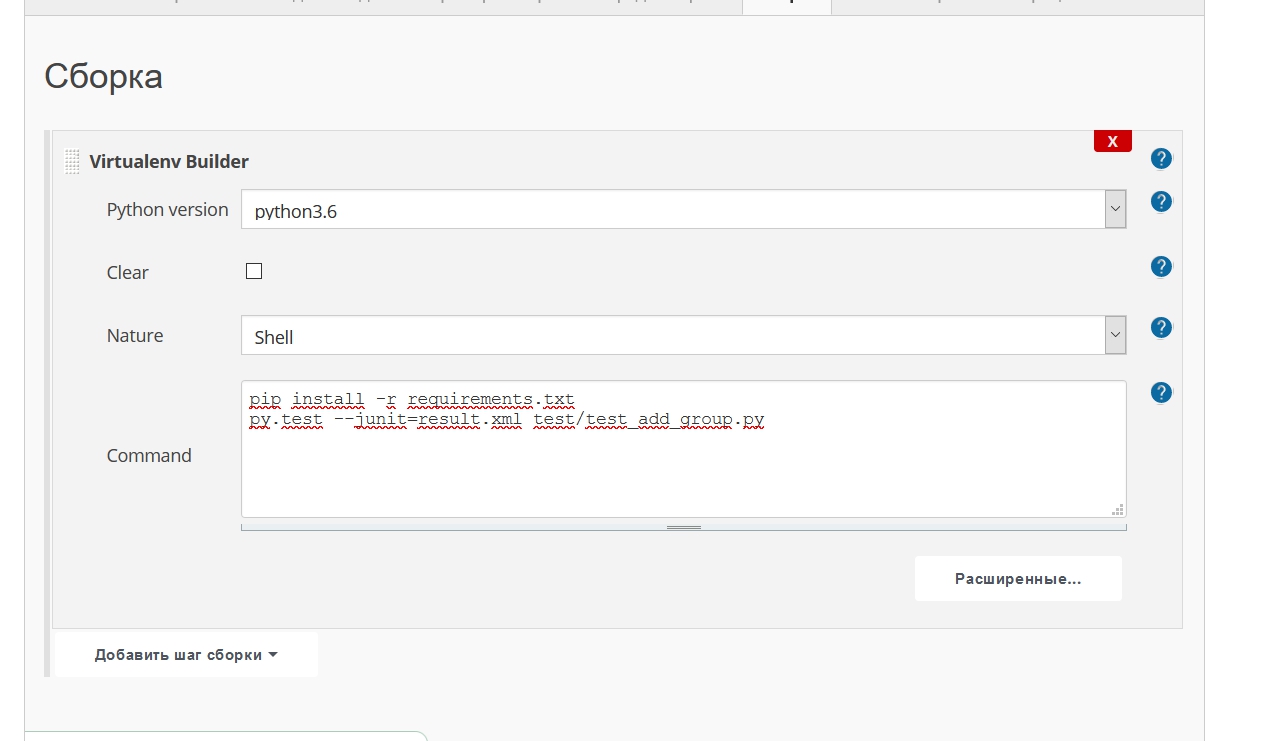 Сборка
X
Virtualenv Builder
?
Python version
python3.6
?
Clear
?
Nature
Shell
?
pip install -r requirements.txt
py.test --junit=result.xml test/test_add_group.py
?
Command
Расширенные...
Добавить шаг сборки